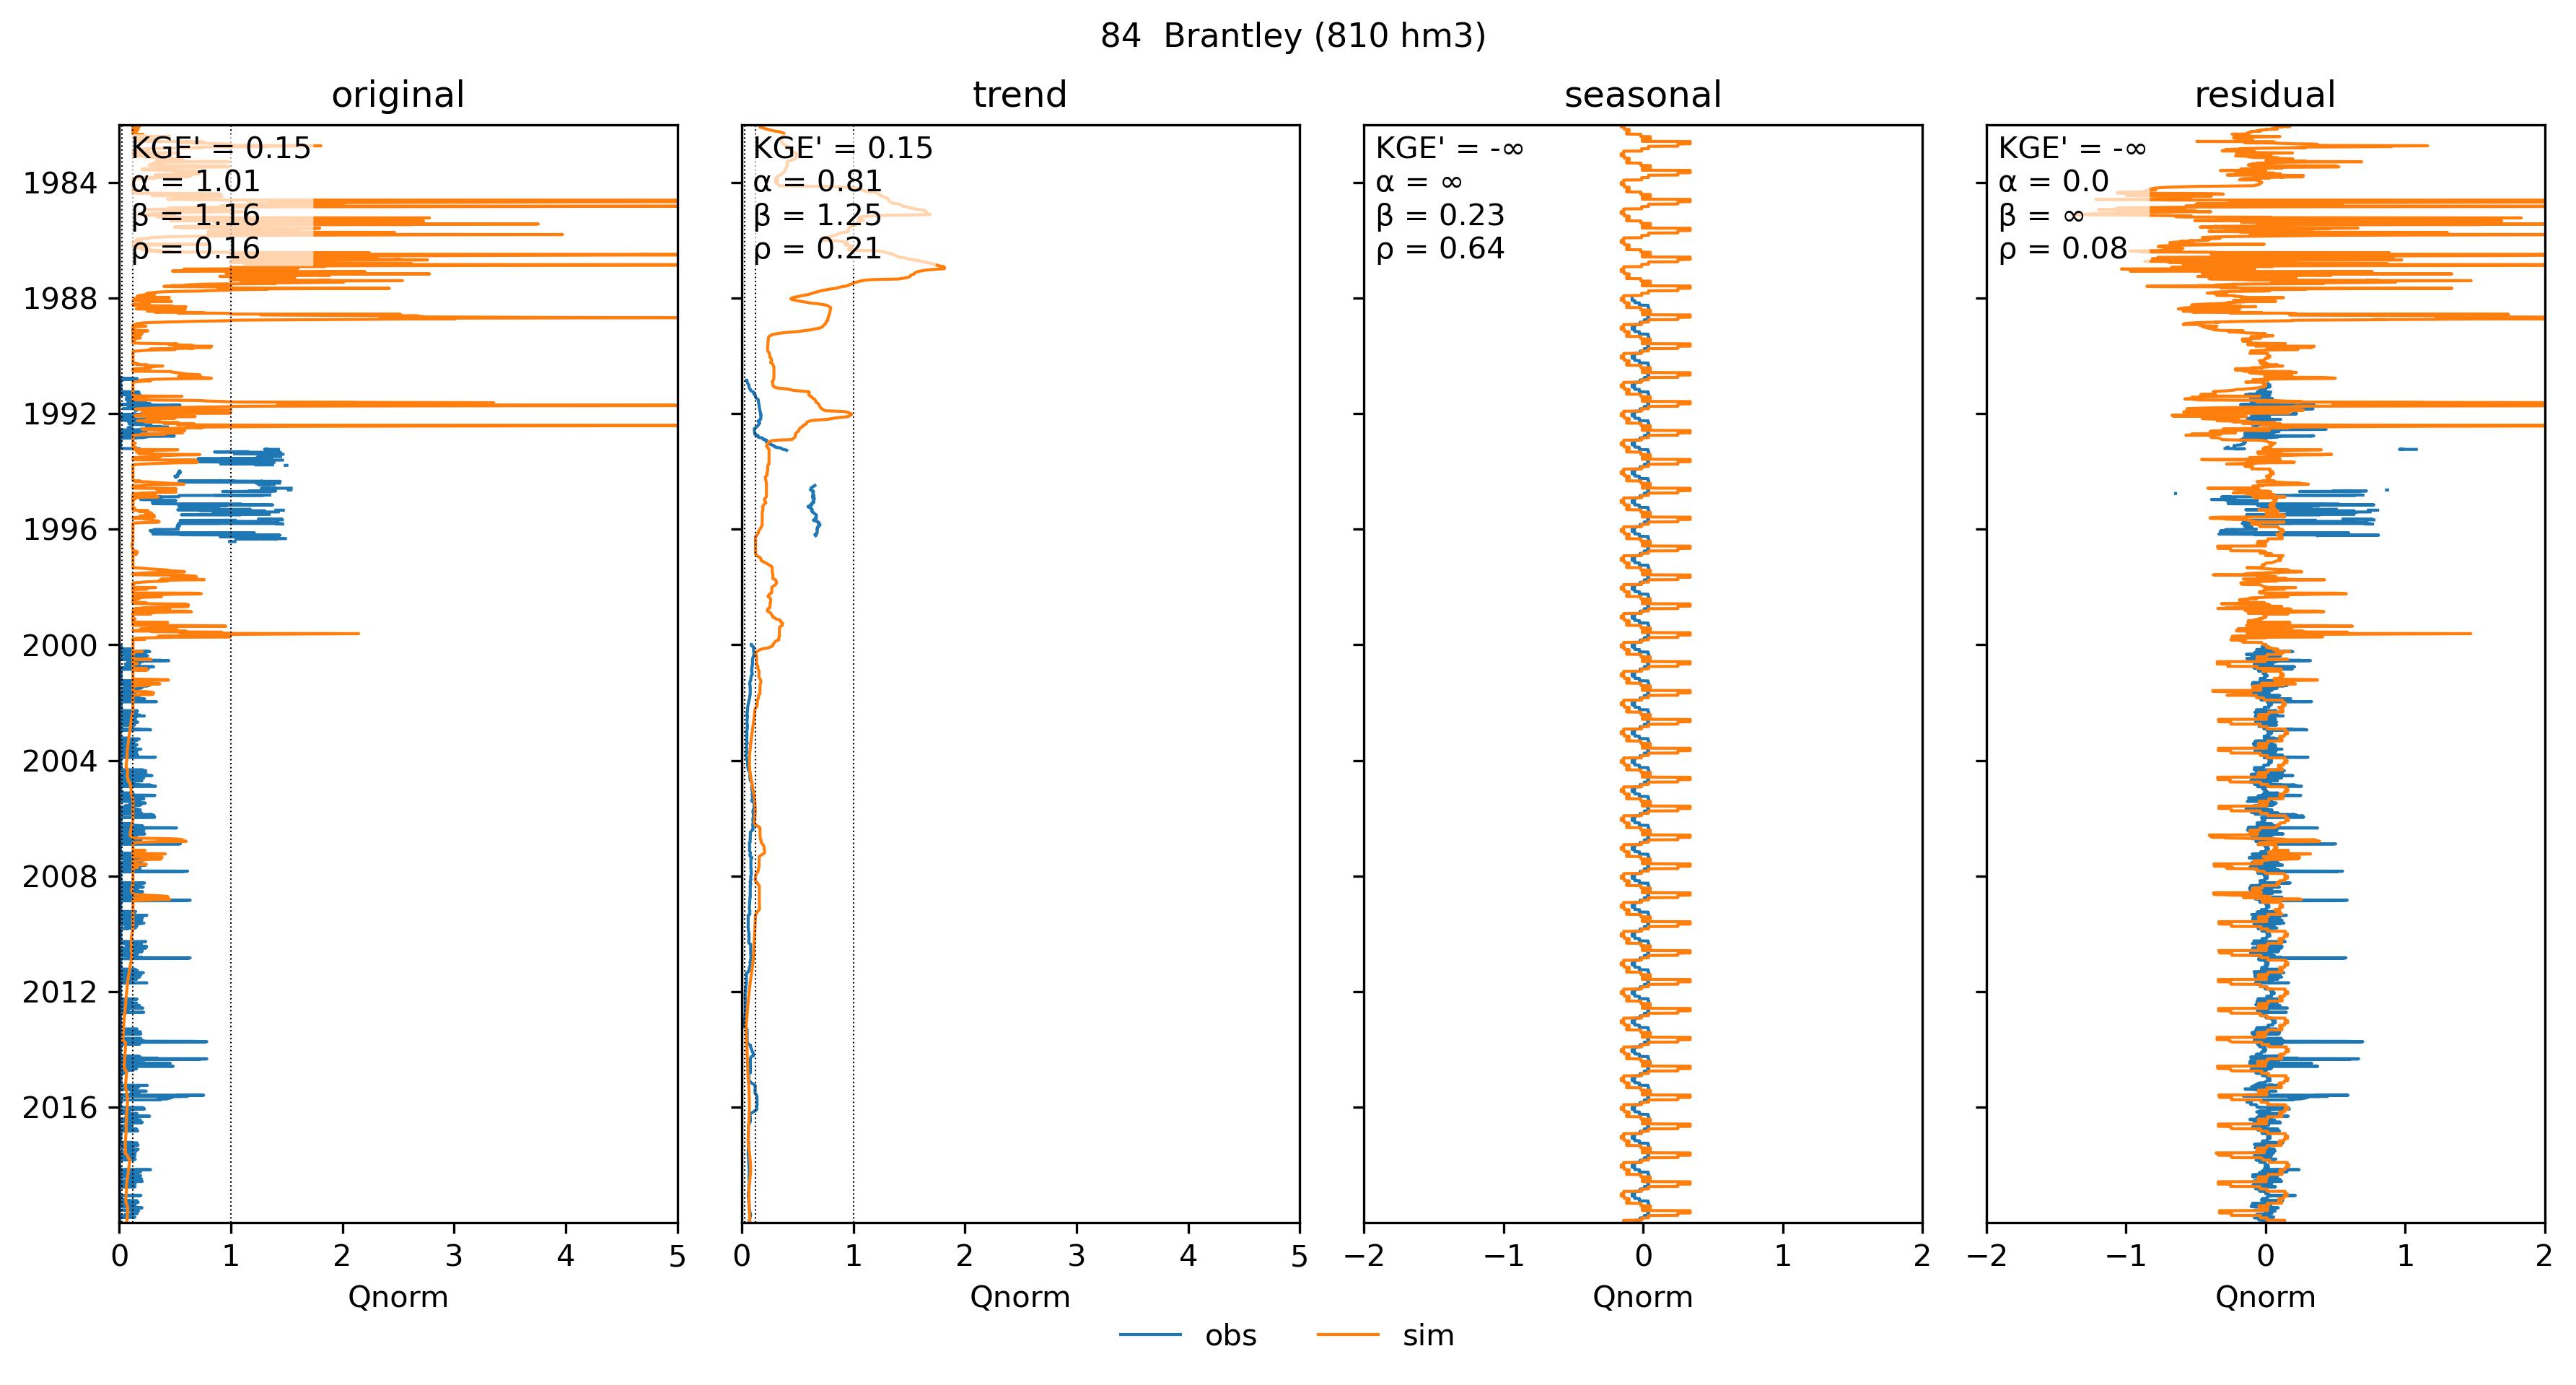 84  Brantley (810 hm3)
original
trend
seasonal
residual
KGE' = 0.15
α = 1.01
β = 1.16
ρ = 0.16
KGE' = 0.15
α = 0.81
β = 1.25
ρ = 0.21
KGE' = -∞
α = ∞
β = 0.23
ρ = 0.64
KGE' = -∞
α = 0.0
β = ∞
ρ = 0.08
1984
1988
1992
1996
2000
2004
2008
2012
2016
0 1 2 3 4 5
0 1 2 3 4 5
−2 −1 0 1 2
−2 −1 0 1 2
Qnorm
Qnorm
Qnorm
Qnorm
obs
sim